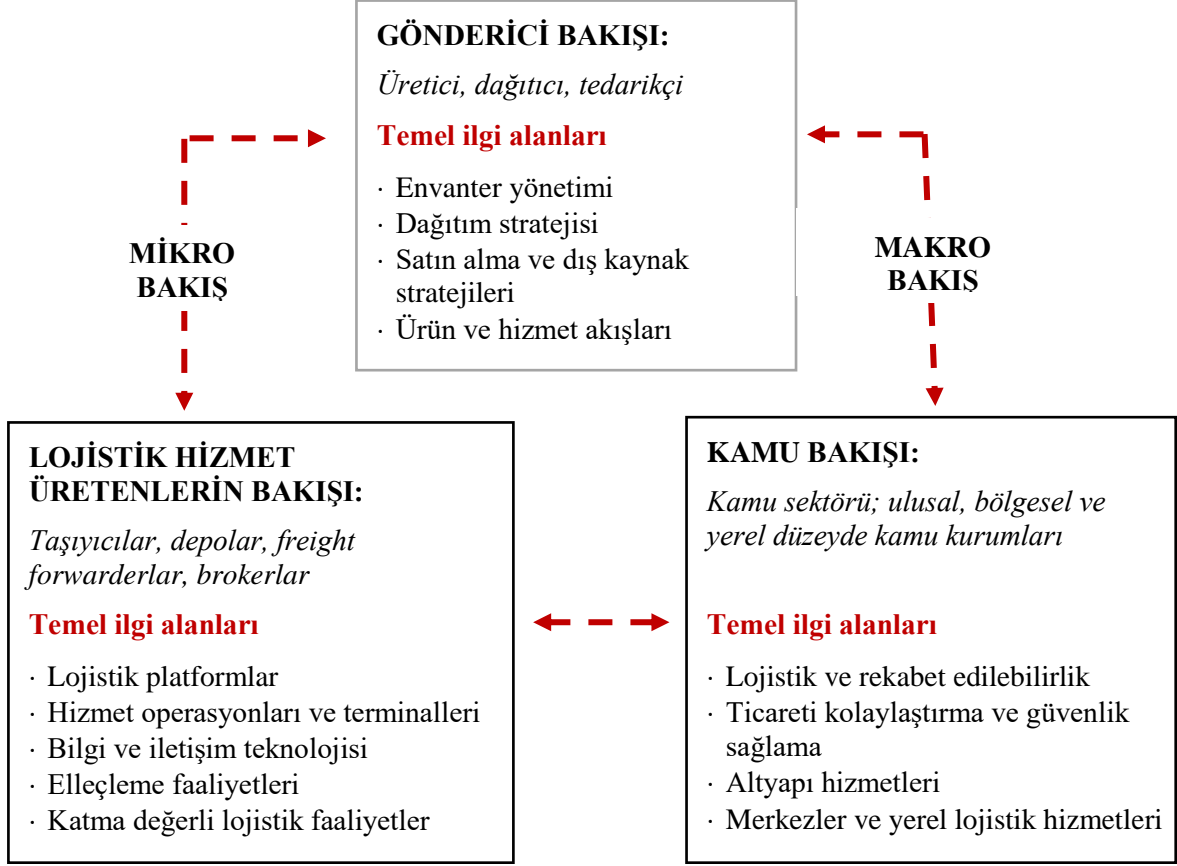 GÖNDERİCİ BAKIŞI:
Üretici, dağıtıcı, tedarikçi
Temel ilgi alanları
· Envanter yönetimi
· Dağıtım stratejisi
· Satın alma ve dış kaynak
stratejileri
· Ürün ve hizmet akışları
MİKRO
BAKIŞ
MAKRO
BAKIŞ
LOJİSTİK HİZMET
ÜRETENLERİN BAKIŞI:
Taşıyıcılar, depolar, freight
forwarderlar, brokerlar
Temel ilgi alanları
· Lojistik platformlar
· Hizmet operasyonları ve terminalleri
· Bilgi ve iletişim teknolojisi
· Elleçleme faaliyetleri
· Katma değerli lojistik faaliyetler
KAMU BAKIŞI:
Kamu sektörü; ulusal, bölgesel ve
yerel düzeyde kamu kurumları
Temel ilgi alanları
· Lojistik ve rekabet edilebilirlik
· Ticareti kolaylaştırma ve güvenlik
sağlama
· Altyapı hizmetleri
· Merkezler ve yerel lojistik hizmetleri